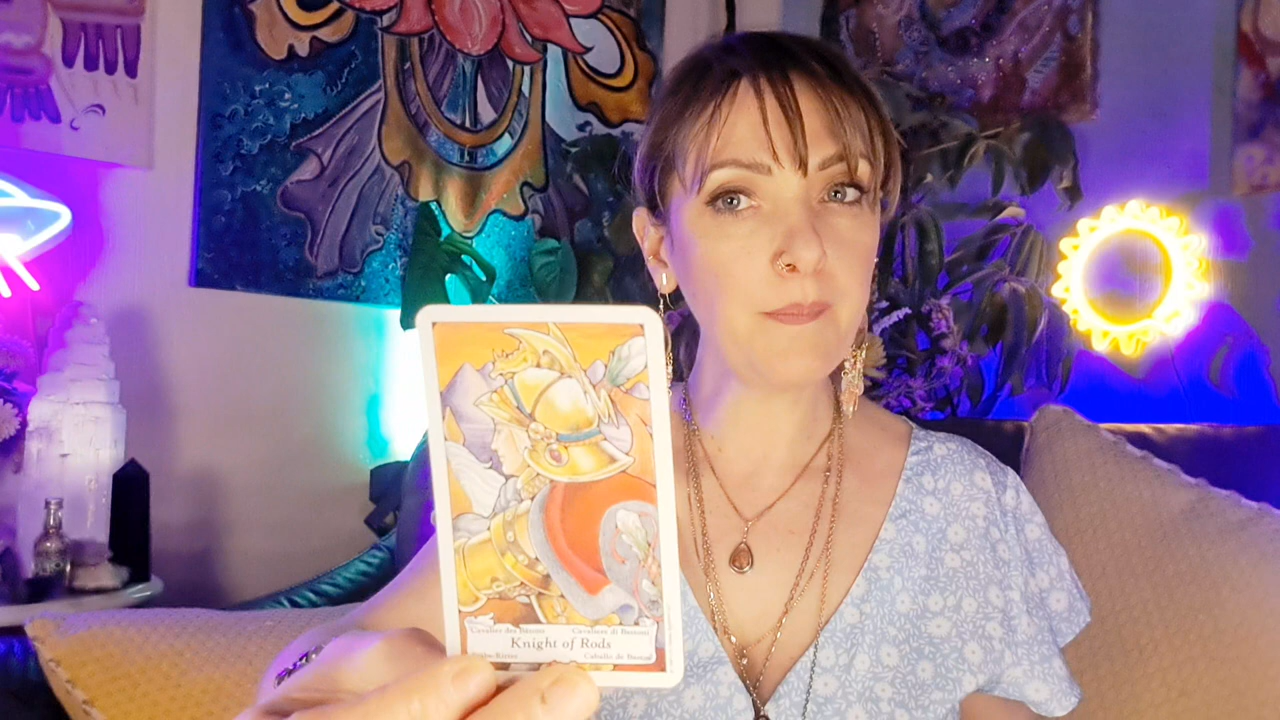 Cavalier des Bâtons Cavaliere di Bastoni
Knight of Rods
Stäbe-Ritter Caballo de Bastos